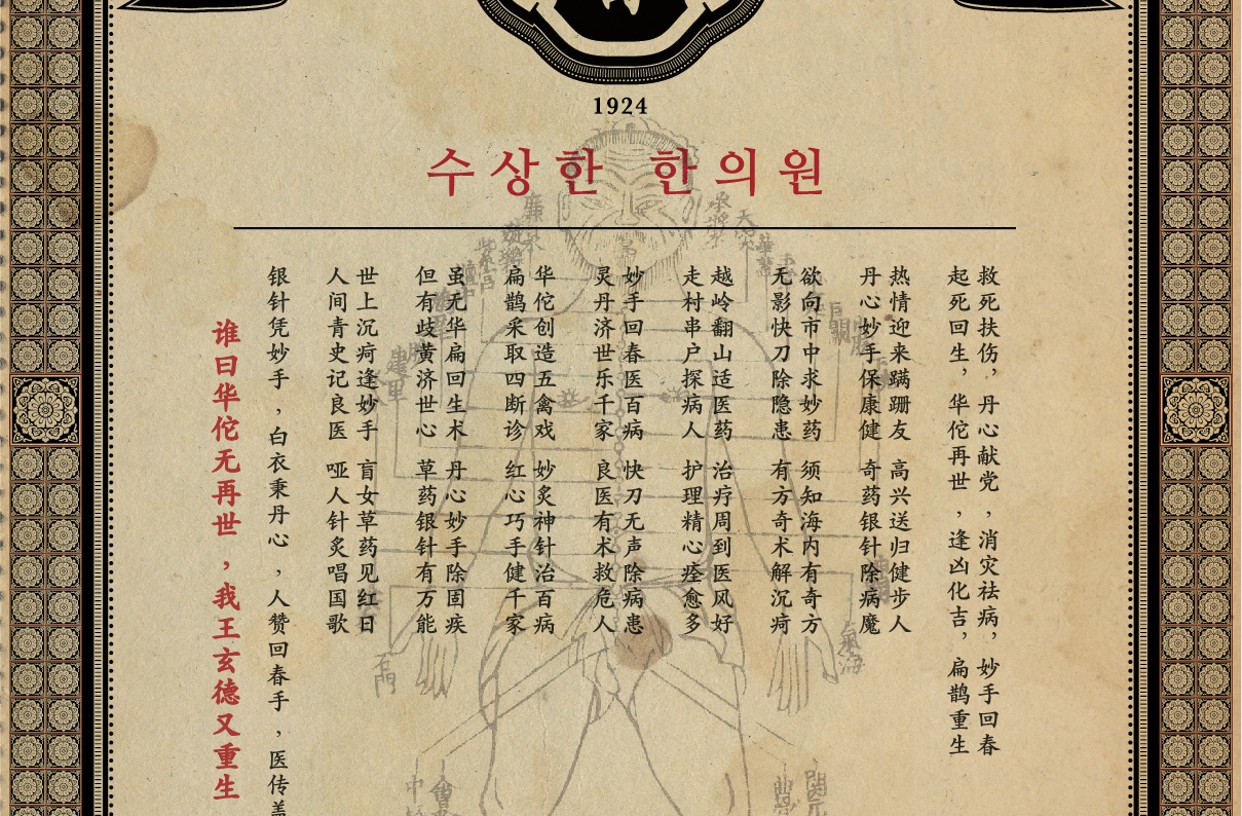 1924
수상한 한의원
救死扶伤，丹心献党，消灾祛病，妙手回春
起死回生，华佗再世，逢凶化吉，扁鹊重生
热情迎来蹒跚友 高兴送归健步人
丹心妙手保康健 奇药银针除病魔
欲向市中求妙药 须知海内有奇方
无影快刀除隐患 有方奇术解沉疴
越岭翻山适医药 治疗周到医风好
走村串户探病人 护理精心痊愈多
妙手回春医百病 快刀无声除病患
灵丹济世乐千家 良医有术救危人
华佗创造五禽戏 妙炙神针治百病
扁鹊采取四断诊 红心巧手健千家
虽无华扁回生术 丹心妙手除固疾
但有歧黄济世心 草药银针有万能
世上沉疴逢妙手 盲女草药见红日
人间青史记良医 哑人针炙唱国歌
银针凭妙手，白衣秉丹心，人赞回春手，医传
谁曰华佗无再世，我王玄德又重生
石門
氣海
關元